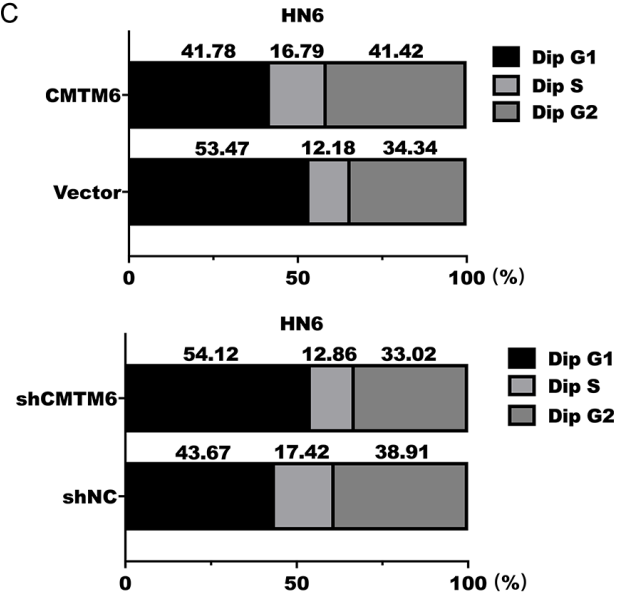 C
HN6
41.78 16.79 41.42
CMTM6
53.47 12.18 34.34
Vector
0 50 100 (%)
Dip G1
Dip S
Dip G2
HN6
54.12 12.86 33.02
shCMTM6
43.67 17.42 38.91
shNC
0 50 100 (%)
Dip G1
Dip S
Dip G2